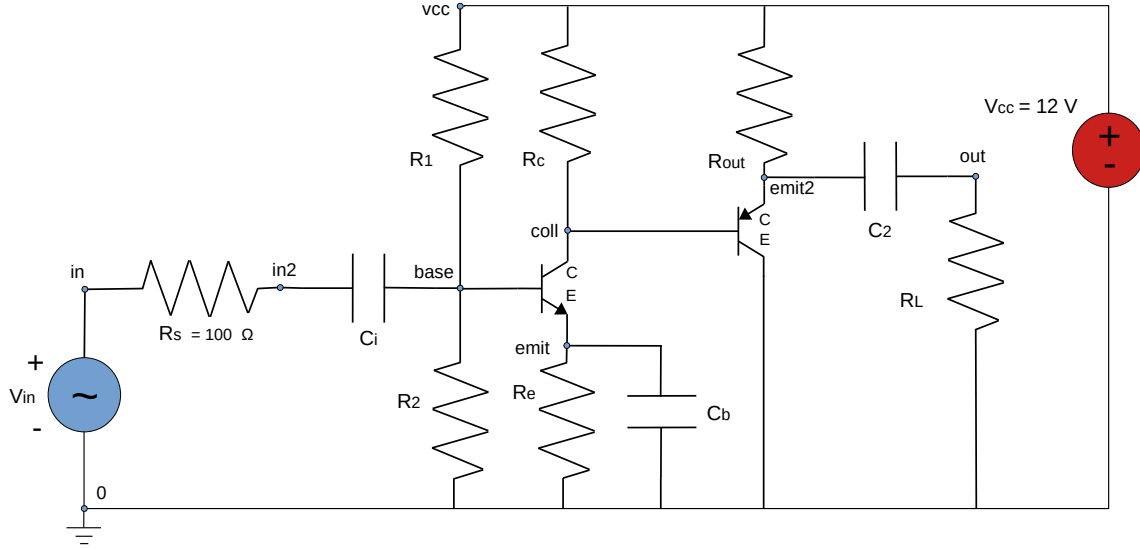 vcc
Vcc = 12 V
+
-
R1
Rc
Rout
out
emit2
C
E
C2
coll
in
in2
base
C
E
RL
Rs = 100 Ω
Ci
emit
+
Vin
~
-
R2
Re
Cb
0